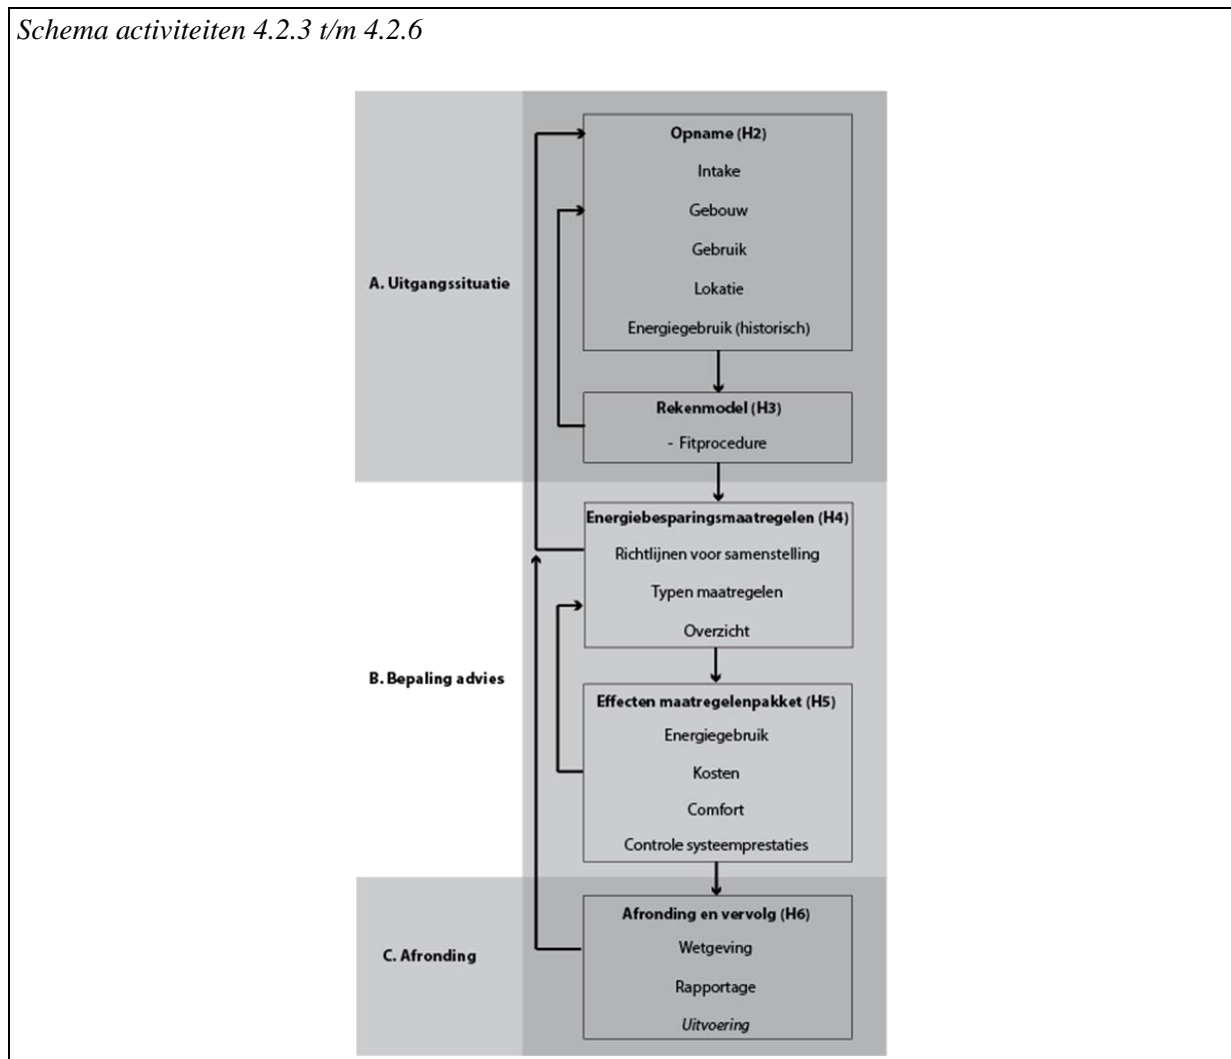 Schema activiteiten 4.2.3 t/m 4.2.6
A. Uitgangssituatie
Opname (H2)
Intake
Gebouw
Gebruik
Lokatie
Energiegebruik (historisch)
Rekenmodel (H3)
- Fitprocedure
B. Bepaling advies
Energiebesparingsmaatregelen (H4)
Richtlijnen voor samenstelling
Typen maatregelen
Overzicht
Effecten maatregelenpakket (H5)
Energiegebruik
Kosten
Comfort
Controle systeemprestaties
C. Afronding
Afronding en vervolg (H6)
Wetgeving
Rapportage
Uitvoering